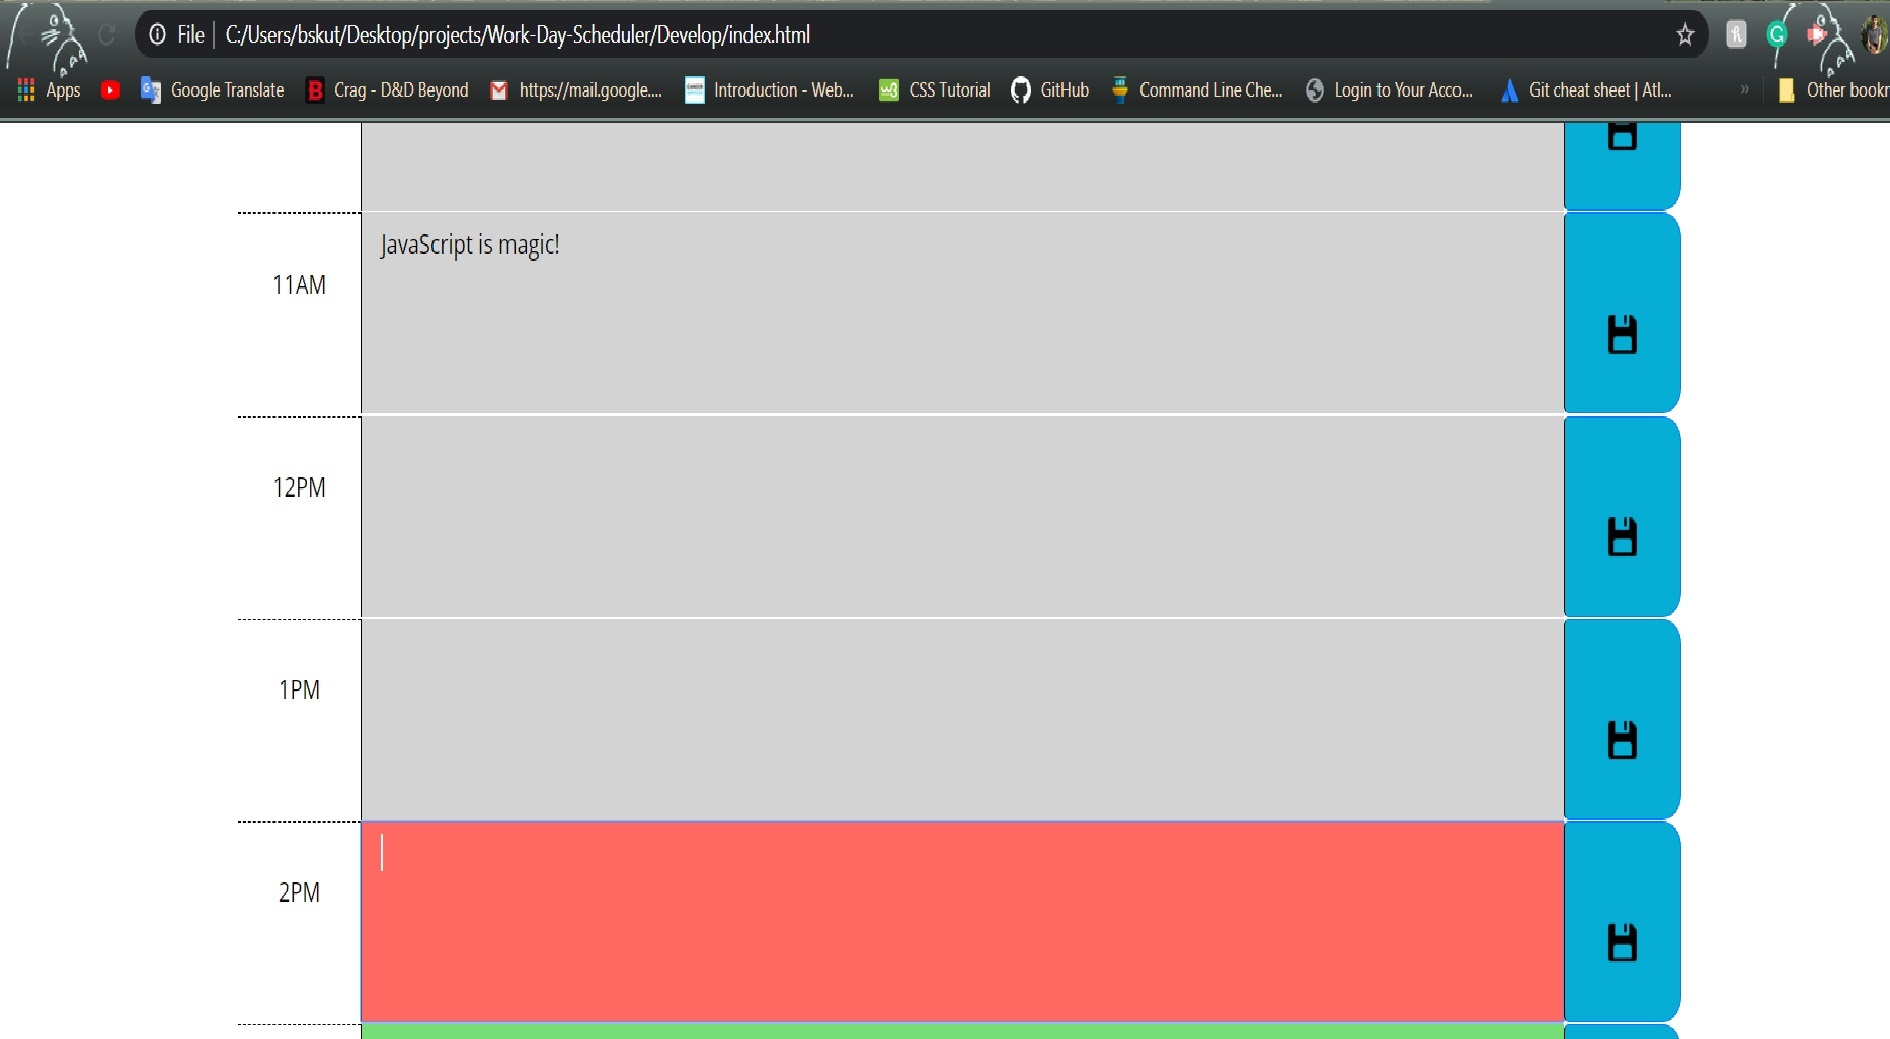 File C:/Users/bskut/Desktop/projects/Work-Day-Scheduler/Develop/index.html
Apps Google Translate B Crag - D&D Beyond https://mail.google.... Introduction - Web... w3 CSS Tutorial GitHub Command Line Che... Login to Your Acco... Git cheat sheet | Atl... » Other bookr
JavaScript is magic!
11AM
12PM
1PM
2PM